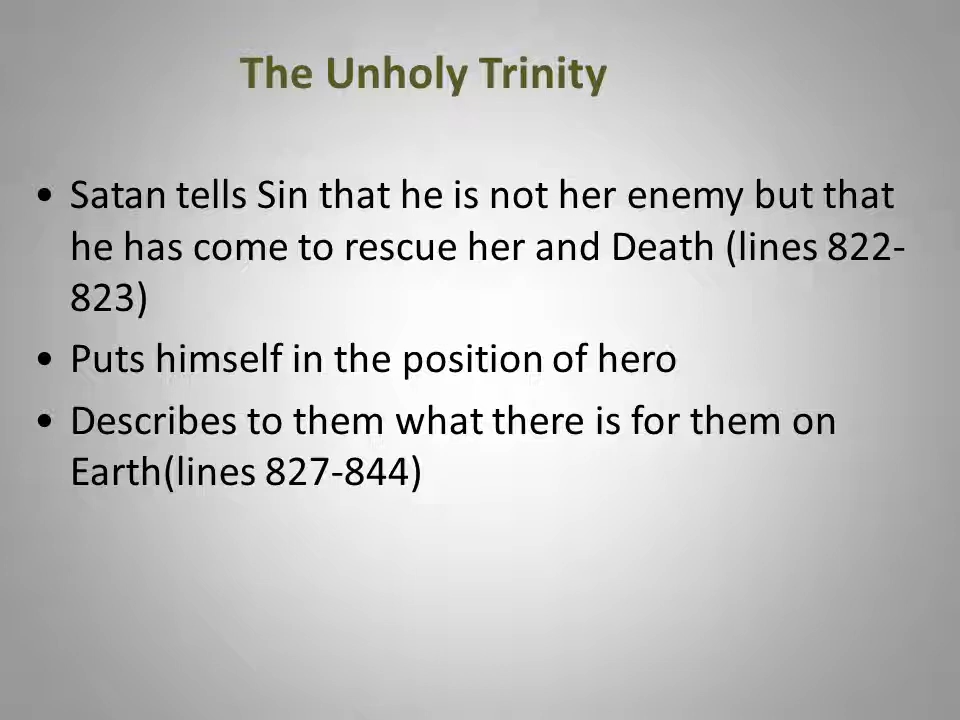 The Unholy Trinity
• Satan tells Sin that he is not her enemy but that
he has come to rescue her and Death (lines 822-
823)
• Puts himself in the position of hero
• Describes to them what there is for them on
Earth(lines 827-844)